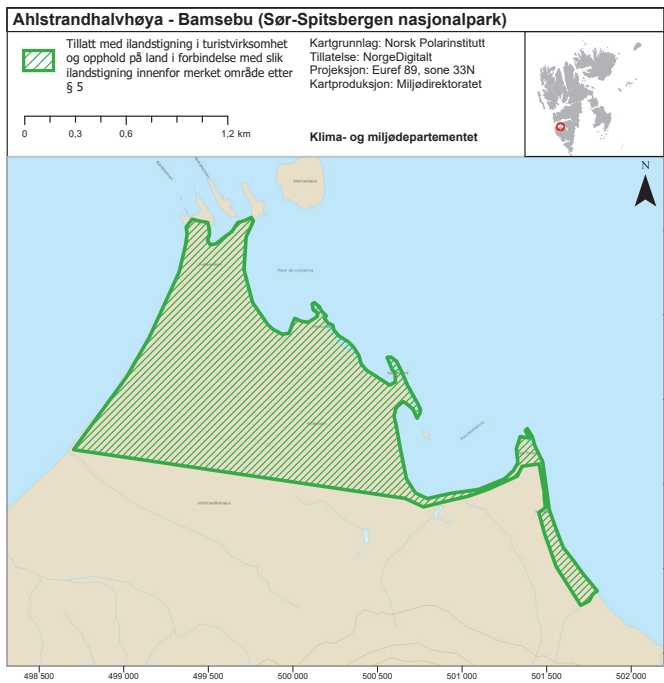 Ahlstrandhalvhøya - Bamsebu (Sør-Spitsbergen nasjonalpark)
Tillatt med ilandstigning i turistvirksomhet
og opphold på land i forbindelse med slik
ilandstigning innenfor merket område etter
§ 5
Kartgrunnlag: Norsk Polarinstitutt
Tillatelse: NorgeDigitalt
Projeksjon: Euref 89, sone 33N
Kartproduksjon: Miljødirektoratet
0 0,3 0,6 1,2 km
Klima- og miljødepartementet
N
498 500 499 000 499 500 500 000 500 500 501 000 501 500 502 000